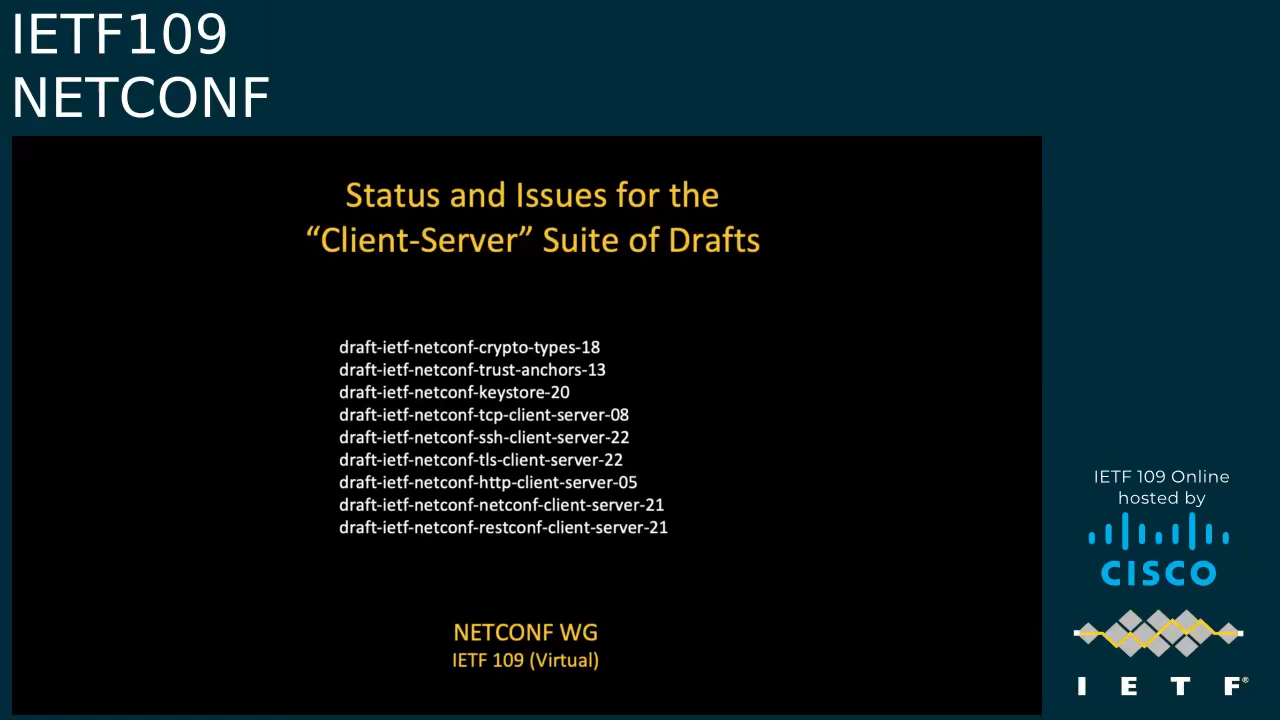 IETF109
NETCONF
Status and Issues for the
“Client-Server” Suite of Drafts
draft-ietf-netconf-crypto-types-18
draft-ietf-netconf-trust-anchors-13
draft-ietf-netconf-keystore-20
draft-ietf-netconf-tcp-client-server-08
draft-ietf-netconf-ssh-client-server-22
draft-ietf-netconf-tls-client-server-22
draft-ietf-netconf-http-client-server-05
draft-ietf-netconf-netconf-client-server-21
draft-ietf-netconf-restconf-client-server-21
NETCONF WG
IETF 109 (Virtual)
IETF 109 Online
hosted by
CISCO
IETF®